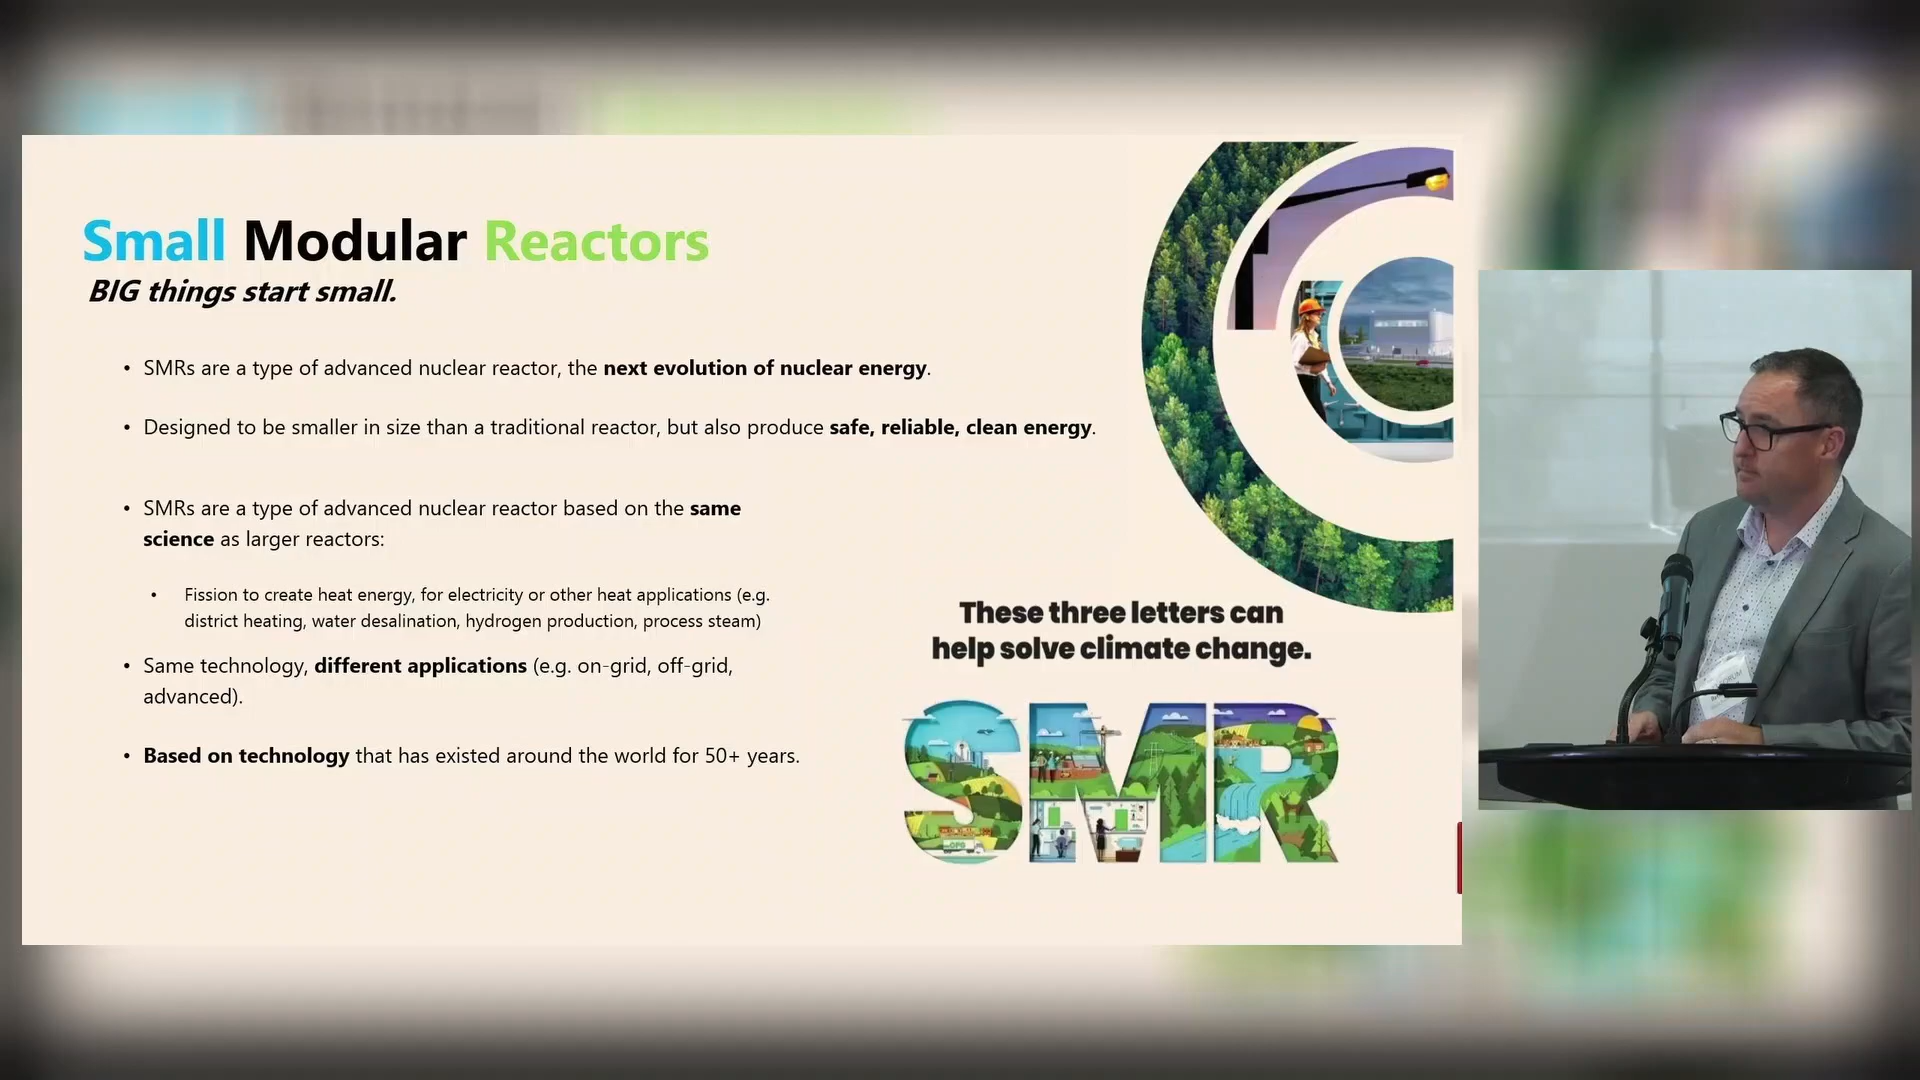 Small Modular Reactors
BIG things start small.
• SMRs are a type of advanced nuclear reactor, the next evolution of nuclear energy.
• Designed to be smaller in size than a traditional reactor, but also produce safe, reliable, clean energy.
• SMRs are a type of advanced nuclear reactor based on the same
science as larger reactors:
• Fission to create heat energy, for electricity or other heat applications (e.g.
district heating, water desalination, hydrogen production, process steam)
• Same technology, different applications (e.g. on-grid, off-grid,
advanced).
• Based on technology that has existed around the world for 50+ years.
These three letters can
help solve climate change.
SMR
OPG